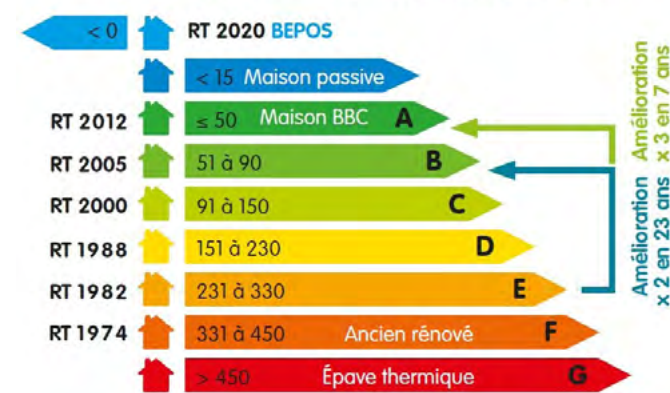 < 0 RT 2020 BEPOS
< 15 Maison passive
RT 2012 ≤ 50 Maison BBC A
RT 2005 51 à 90 B
RT 2000 91 à 150 C
RT 1988 151 à 230 D
RT 1982 231 à 330 E
RT 1974 331 à 450 Ancien rénové F
> 450 Épave thermique G
Amélioration
x 3 en 7 ans
Amélioration
x 2 en 23 ans